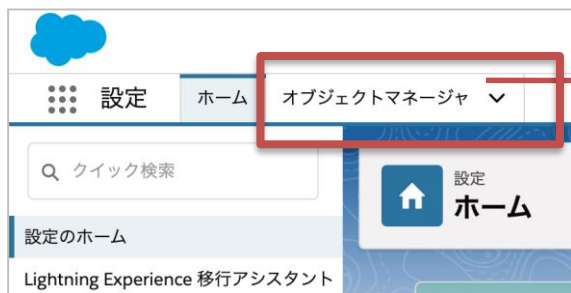 設定 ホーム オブジェクトマネージャ
クイック検索
設定
ホーム
設定のホーム
Lightning Experience 移行アシスタント